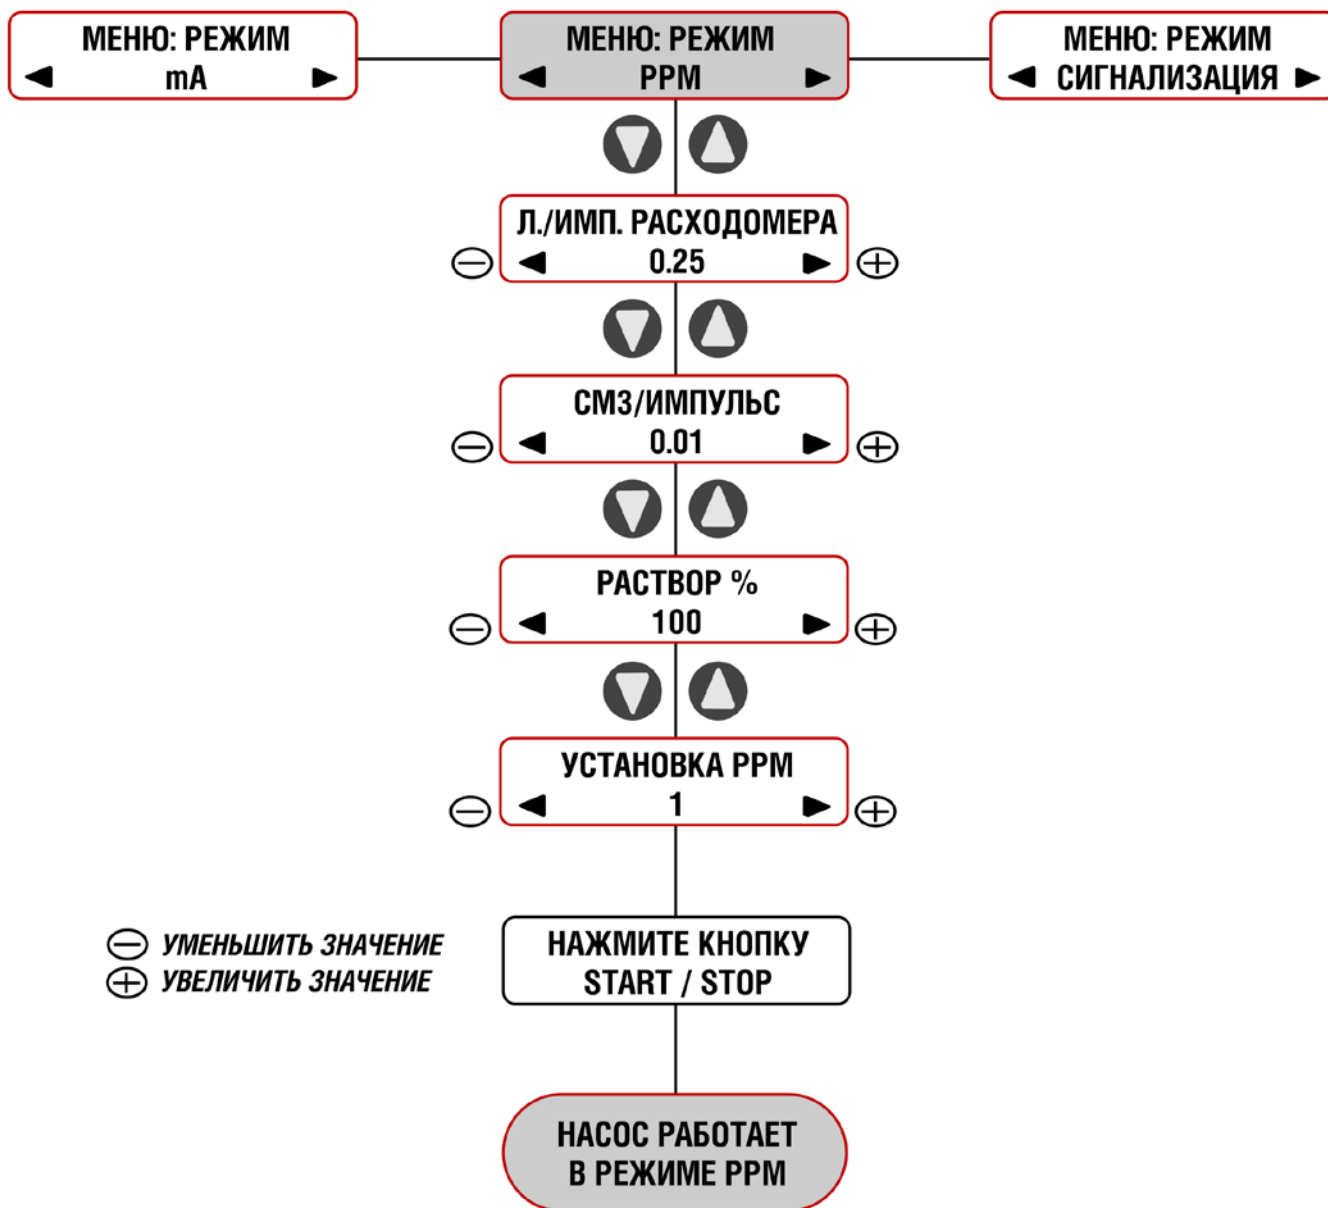 МЕНЮ: РЕЖИМ
mA
МЕНЮ: РЕЖИМ
PPM
МЕНЮ: РЕЖИМ
СИГНАЛИЗАЦИЯ
Л./ИМП. РАСХОДОМЕРА
0.25
СМ3/ИМПУЛЬС
0.01
РАСТВОР %
100
УСТАНОВКА PPM
1
УМЕНЬШИТЬ ЗНАЧЕНИЕ
УВЕЛИЧИТЬ ЗНАЧЕНИЕ
НАЖМИТЕ КНОПКУ
START / STOP
НАСОС РАБОТАЕТ
В РЕЖИМЕ PPM